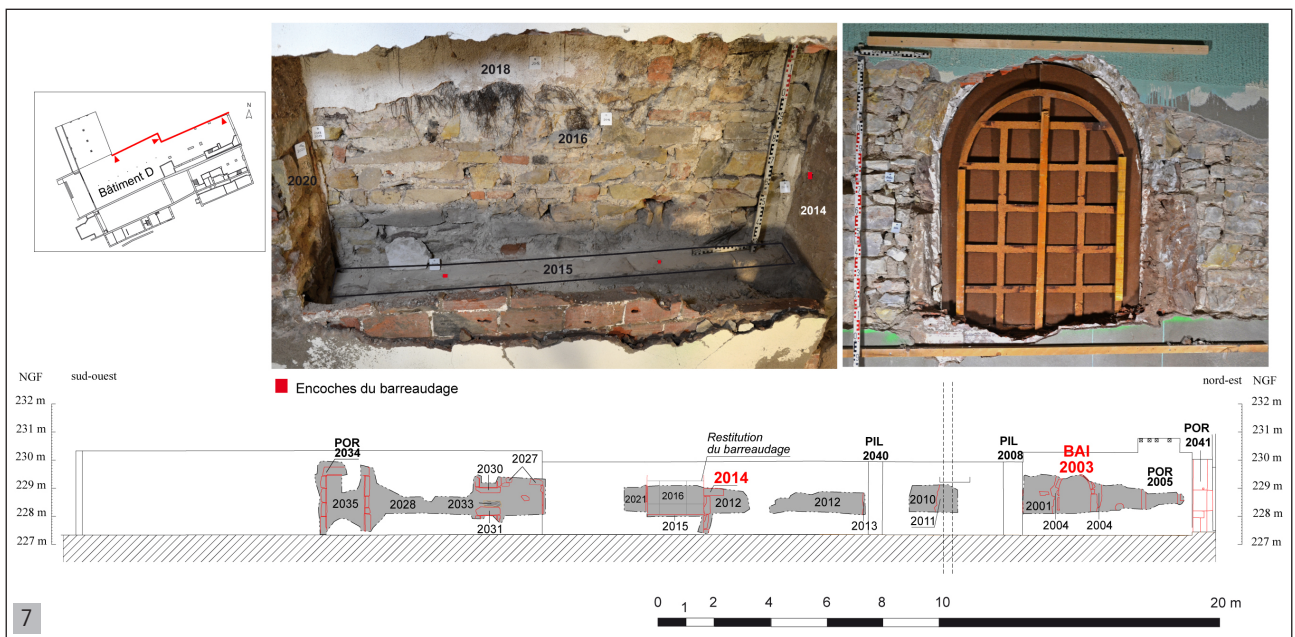 N
Bâtiment D
2018
2016
2020
2014
2015
Encoches du barreaudage
NGF
sud-ouest
nord-est
NGF
232 m
231 m
230 m
229 m
228 m
227 m
232 m
231 m
230 m
229 m
228 m
227 m
POR
2034
2035
2028
2033
2030
2027
2031
Restitution
du barreaudage
2021
2016
2014
2012
2015
2012
PIL
2040
2013
2010
2011
PIL
2008
BAI
2003
2001
2004
2004
POR
2005
POR
2041
7
0 1 2 4 6 8 10 20 m